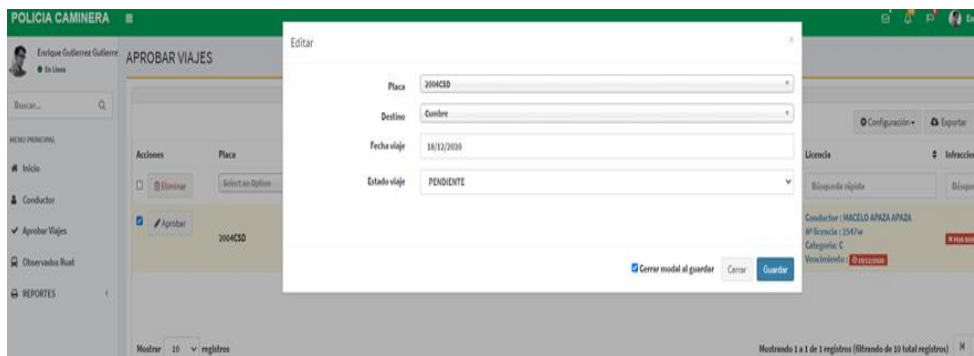 POLICIA CAMINERA
Enrique Gutierrez Gutierre
En Linea
APROBAR VIAJES
Buscar...
MENU PRINCIPAL
Inicio
Conductor
Aprobar Viajes
Observados Ruat
REPORTES
Editar
×
Placa
2004CSD
Destino
Cumbre
Fecha viaje
18/12/2020
Estado viaje
PENDIENTE
Cerrar modal al guardar
Cerrar
Guardar
Configuración
Exportar
Acciones
Placa
Licencia
Eliminar
Select an Option
Búsqueda rápida
Aprobar
2004CSD
Conductor : MACELO APAZA APAZA
Nº licencia : 2547w
Categoria: C
Vencimiento :
Mostrar 10 registros
Mostrando 1 a 1 de 1 registros (filtrando de 10 total registros)